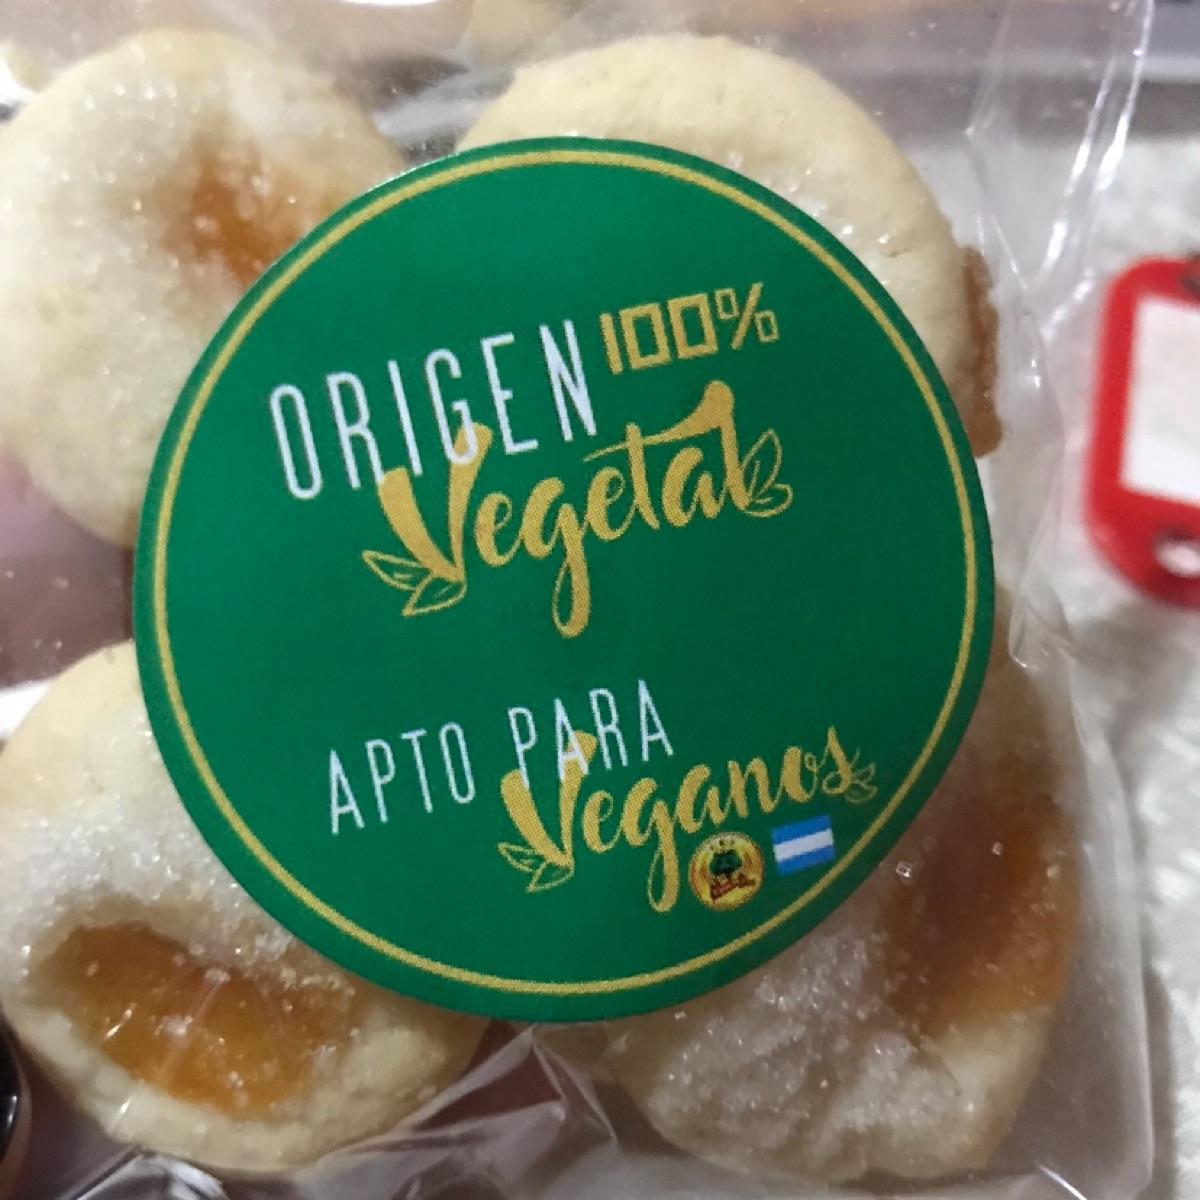 ORIGEN 100%
Vegetal
APTO PARA
Veganos